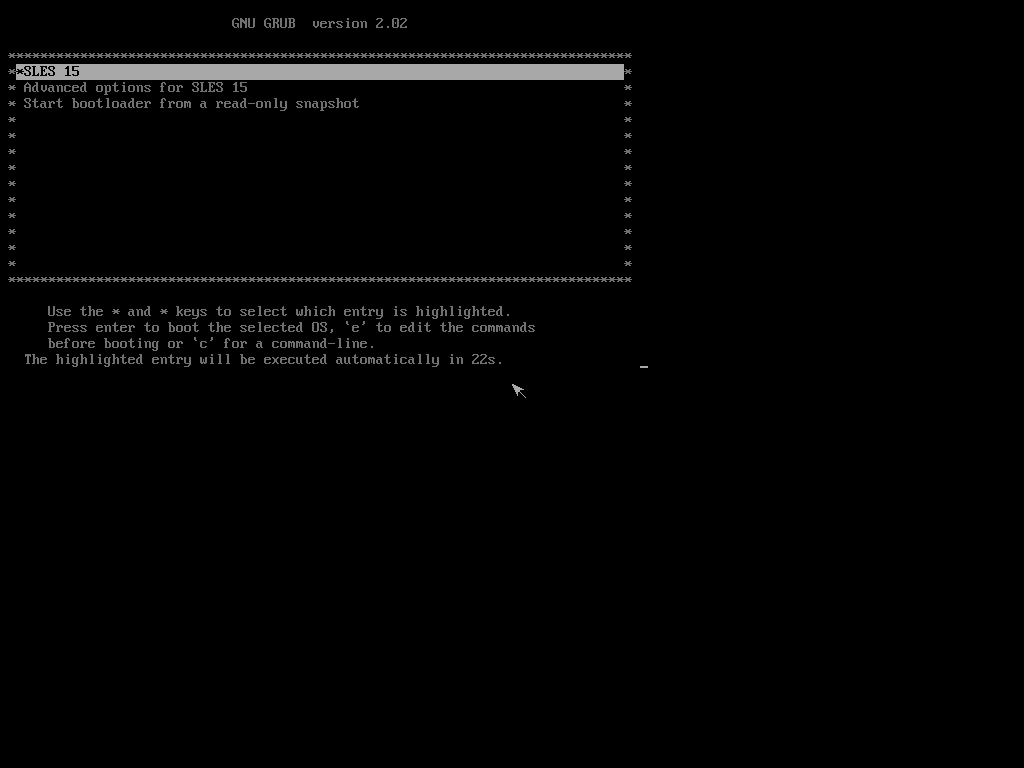 GNU GRUB  version 2.02
*******************************************************************************
**SLES 15 *
* Advanced options for SLES 15 *
* Start bootloader from a read-only snapshot *
* *
* *
* *
* *
* *
* *
* *
* *
* *
* *
*******************************************************************************
Use the * and * keys to select which entry is highlighted.
Press enter to boot the selected OS, `e' to edit the commands
before booting or `c' for a command-line.
The highlighted entry will be executed automatically in 22s.